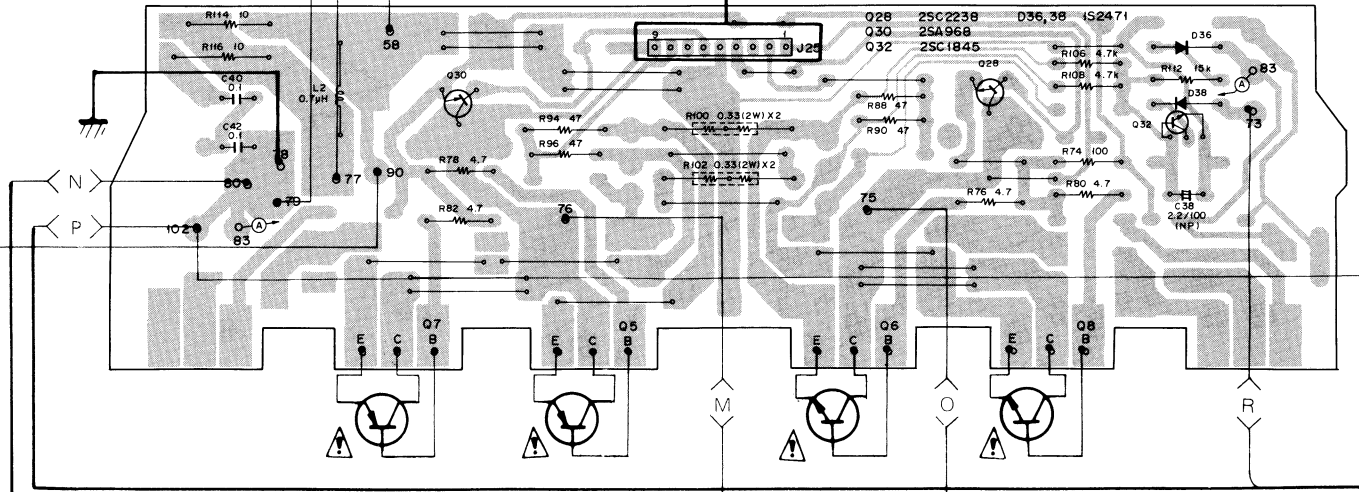 R114 10
R116 10
C40
0.1
C42
0.1
L2
0.7μH
58
Q30
9 1
J25
Q28 2SC2238 D36,38 1S2471
Q30 2SA968
Q32 2SC1845
Q28
R106 4.7k
R108 4.7k
D36
R112 15k
D38
83
A
Q32
73
R94 47
R96 47
R100 0.33(2W)X2
R102 0.33(2W)X2
R88 47
R90 47
R74 100
R76 4.7
R80 4.7
C38
2.2/100
(NP)
78
77
90
R78 4.7
R82 4.7
N
80
79
P
102
83
A
76
75
E C Q7 B
E C Q5 B
E C Q6 B
E C Q8 B
M
O
R